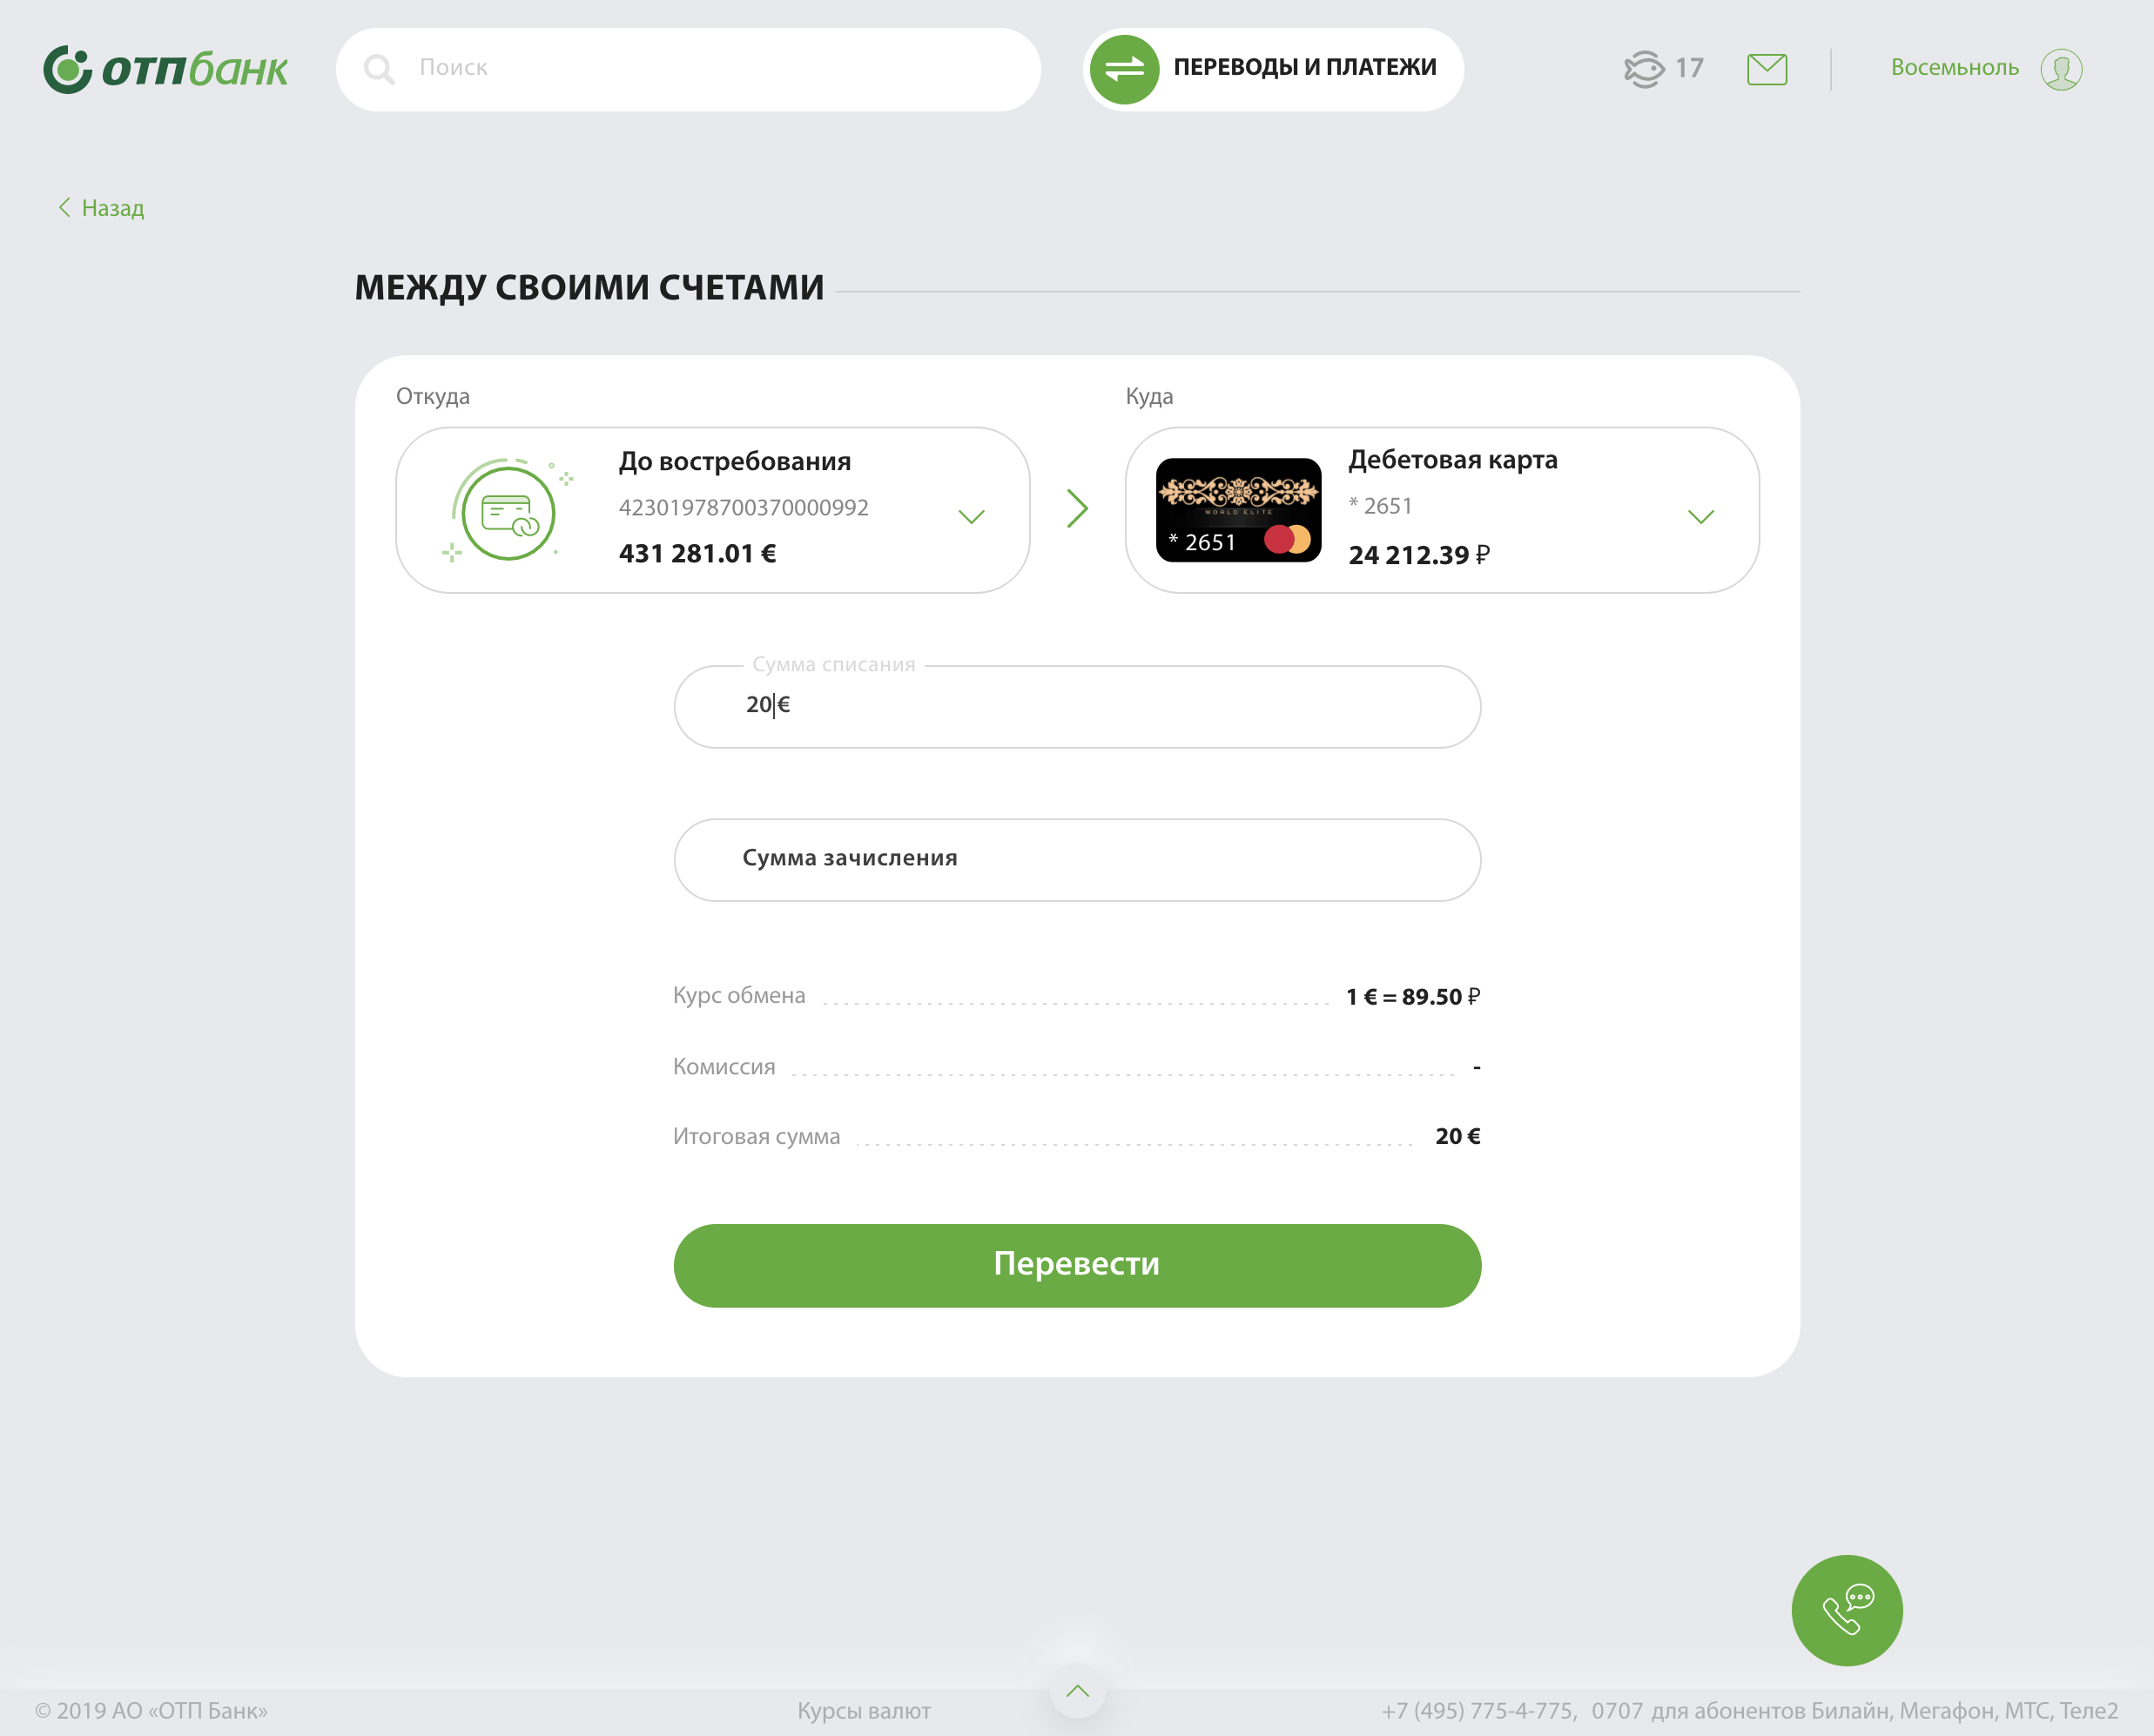 ОТПбанк
Поиск
ПЕРЕВОДЫ И ПЛАТЕЖИ
17
Восемьноль
Назад
МЕЖДУ СВОИМИ СЧЕТАМИ
Откуда
До востребования
42301978700370000992
431 281.01 €
Куда
WORLD ELITE
* 2651
Дебетовая карта
* 2651
24 212.39 ₽
Сумма списания
20 €
Сумма зачисления
Курс обмена 1 € = 89.50 ₽
Комиссия -
Итоговая сумма 20 €
Перевести
© 2019 АО «ОТП Банк»
Курсы валют
+7 (495) 775-4-775, 0707 для абонентов Билайн, Мегафон, МТС, Теле2